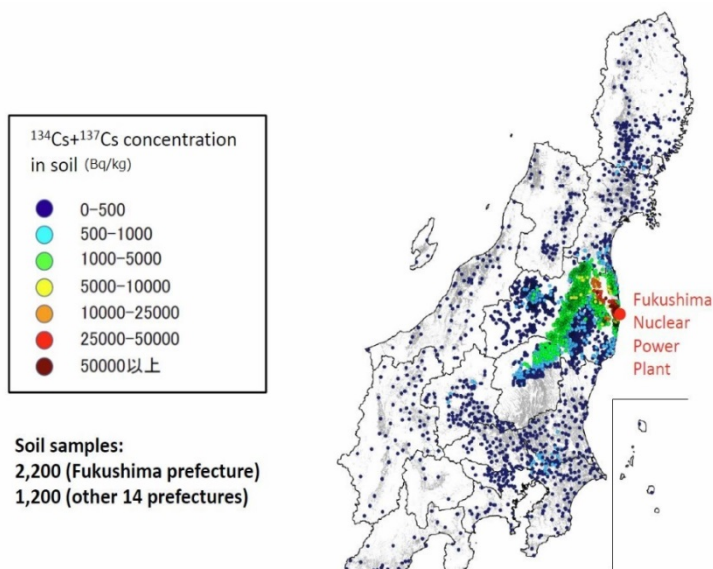 ¹³⁴Cs+¹³⁷Cs concentration
in soil (Bq/kg)
0-500
500-1000
1000-5000
5000-10000
10000-25000
25000-50000
50000以上
Soil samples:
2,200 (Fukushima prefecture)
1,200 (other 14 prefectures)
Fukushima
Nuclear
Power
Plant